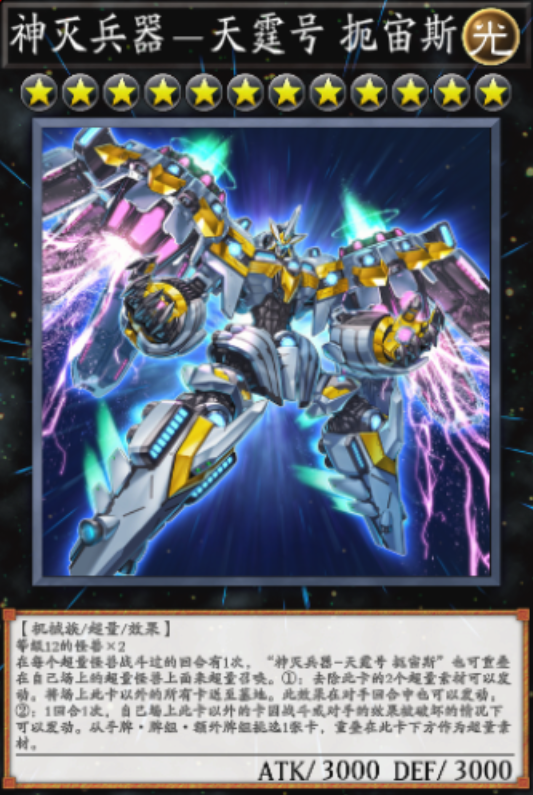 神灭兵器－天霆号 扼宙斯
光
【机械族/超量/效果】
等级12的怪兽×2
在每个超量怪兽战斗过的回合有1次，“神灭兵器-天霆号 扼宙斯”也可重叠
在自己场上的超量怪兽上面来超量召唤。①：去除此卡的2个超量素材可以发
动。将场上此卡以外的所有卡送至墓地。此效果在对手回合中也可以发动。
②：1回合1次，自己场上此卡以外的卡因战斗或对手的效果被破坏的情况下
可以发动。从手牌·牌组·额外牌组挑选1张卡，重叠在此卡下方作为超量素
材。
ATK/ 3000 DEF/ 3000